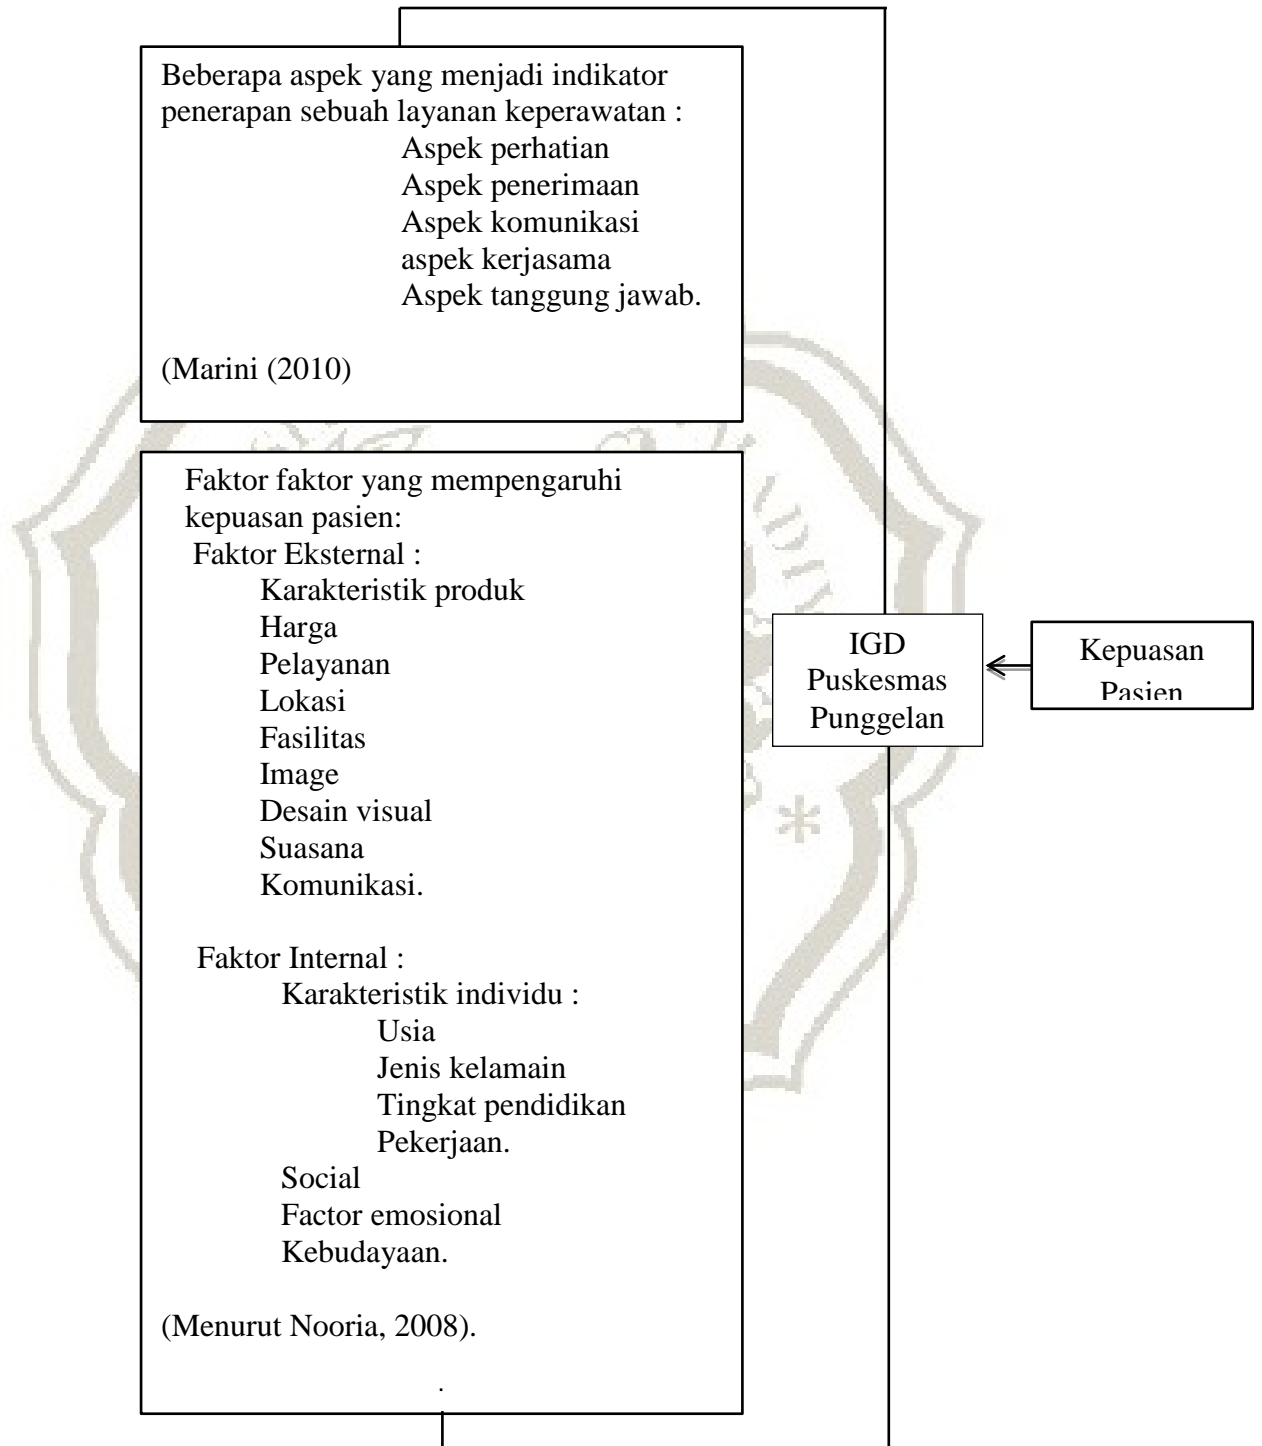 Beberapa aspek yang menjadi indikator
penerapan sebuah layanan keperawatan :
Aspek perhatian
Aspek penerimaan
Aspek komunikasi
aspek kerjasama
Aspek tanggung jawab.
(Marini (2010)
Faktor faktor yang mempengaruhi
kepuasan pasien:
Faktor Eksternal :
Karakteristik produk
Harga
Pelayanan
Lokasi
Fasilitas
Image
Desain visual
Suasana
Komunikasi.
Faktor Internal :
Karakteristik individu :
Usia
Jenis kelamain
Tingkat pendidikan
Pekerjaan.
Social
Factor emosional
Kebudayaan.
(Menurut Nooria, 2008).
.
IGD
Puskesmas
Punggelan
Kepuasan
Pasien